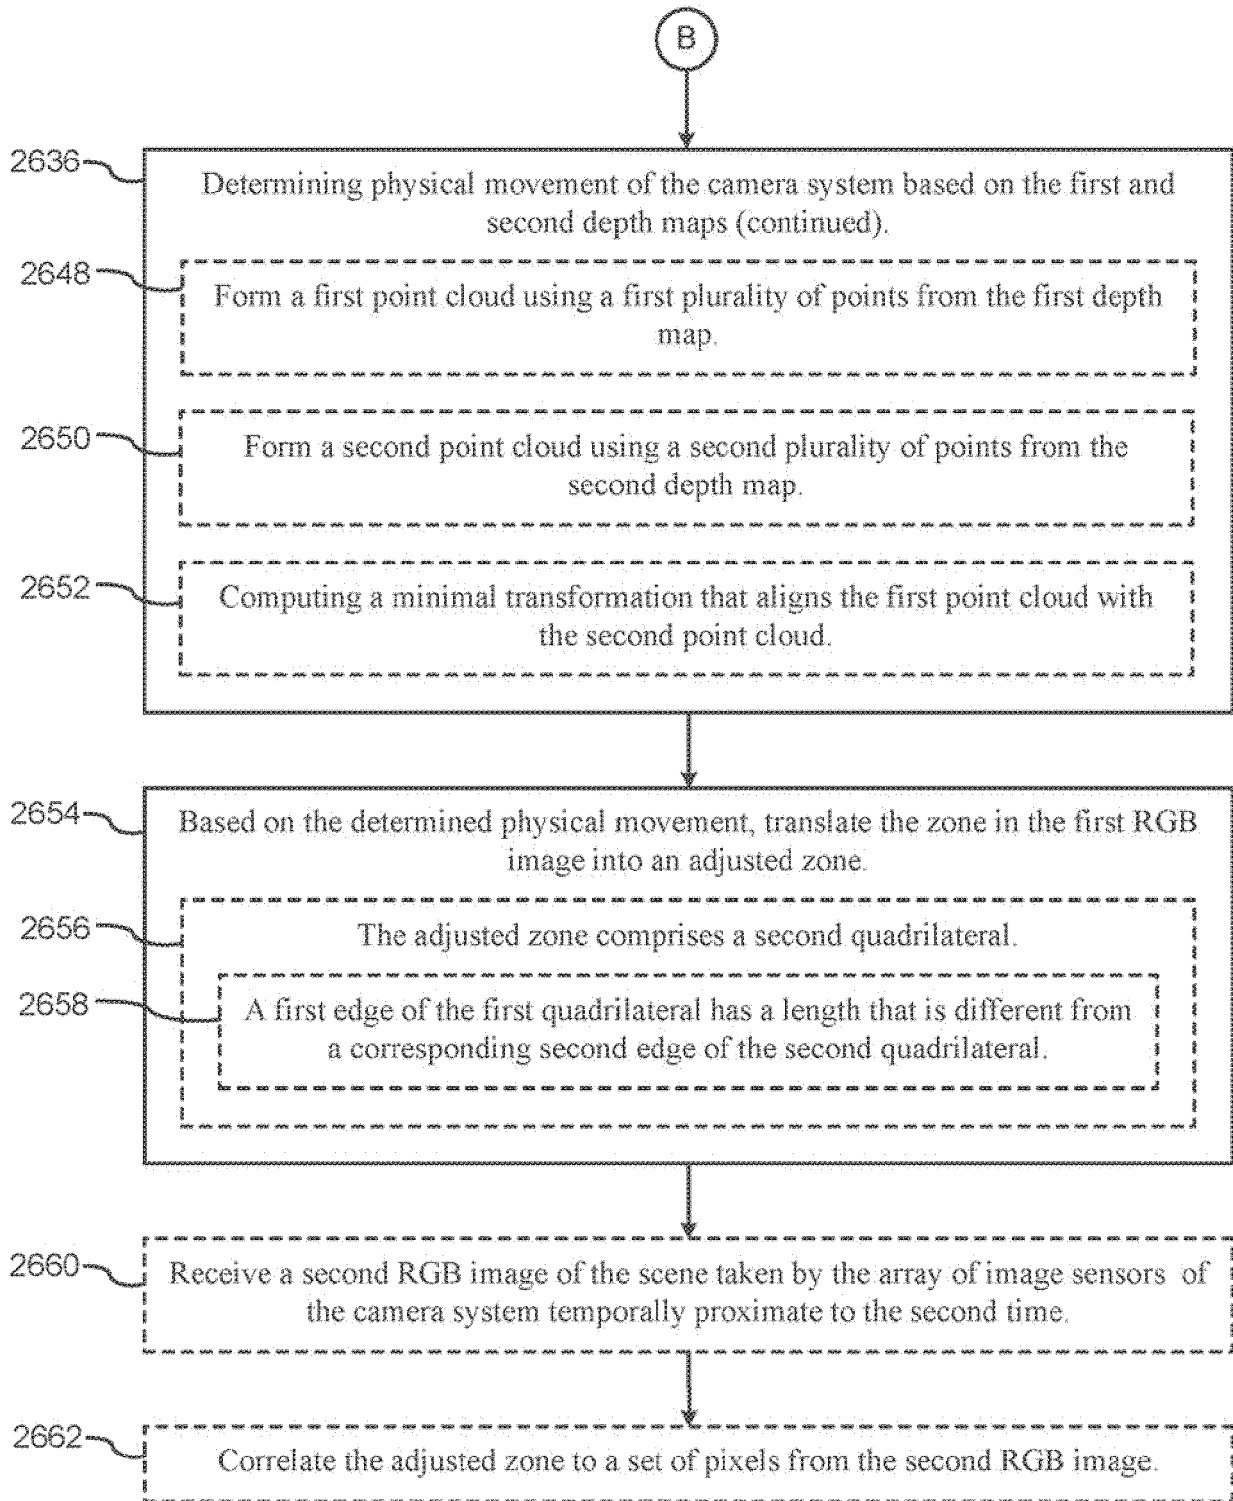 B
2636
Determining physical movement of the camera system based on the first and
second depth maps (continued).
2648
Form a first point cloud using a first plurality of points from the first depth
map.
2650
Form a second point cloud using a second plurality of points from the
second depth map.
2652
Computing a minimal transformation that aligns the first point cloud with
the second point cloud.
2654
Based on the determined physical movement, translate the zone in the first RGB
image into an adjusted zone.
2656
The adjusted zone comprises a second quadrilateral.
2658
A first edge of the first quadrilateral has a length that is different from
a corresponding second edge of the second quadrilateral.
2660
Receive a second RGB image of the scene taken by the array of image sensors of
the camera system temporally proximate to the second time.
2662
Correlate the adjusted zone to a set of pixels from the second RGB image.